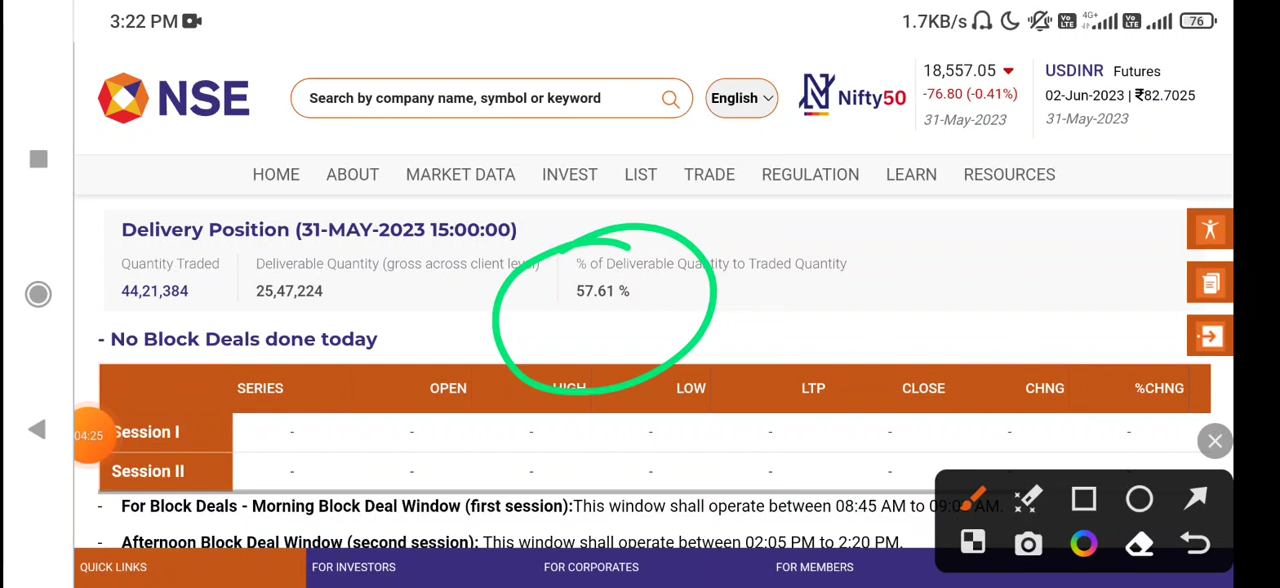 3:22 PM 1.7KB/s 4G+ Vo LTE Vo LTE 76
NSE
Search by company name, symbol or keyword
English
Nifty50
18,557.05
-76.80 (-0.41%)
31-May-2023
USDINR Futures
02-Jun-2023 | ₹82.7025
31-May-2023
HOME ABOUT MARKET DATA INVEST LIST TRADE REGULATION LEARN RESOURCES
Delivery Position (31-MAY-2023 15:00:00)
Quantity Traded Deliverable Quantity (gross across client level) % of Deliverable Quantity to Traded Quantity
44,21,384 25,47,224 57.61 %
- No Block Deals done today
SERIES OPEN HIGH LOW LTP CLOSE CHNG %CHNG
04:25
Session I - - - - - - - -
Session II - - - - - - - -
- For Block Deals - Morning Block Deal Window (first session):This window shall operate between 08:45 AM to 09:00 AM.
- Afternoon Block Deal Window (second session): This window shall operate between 02:05 PM to 2:20 PM.
QUICK LINKS FOR INVESTORS FOR CORPORATES FOR MEMBERS